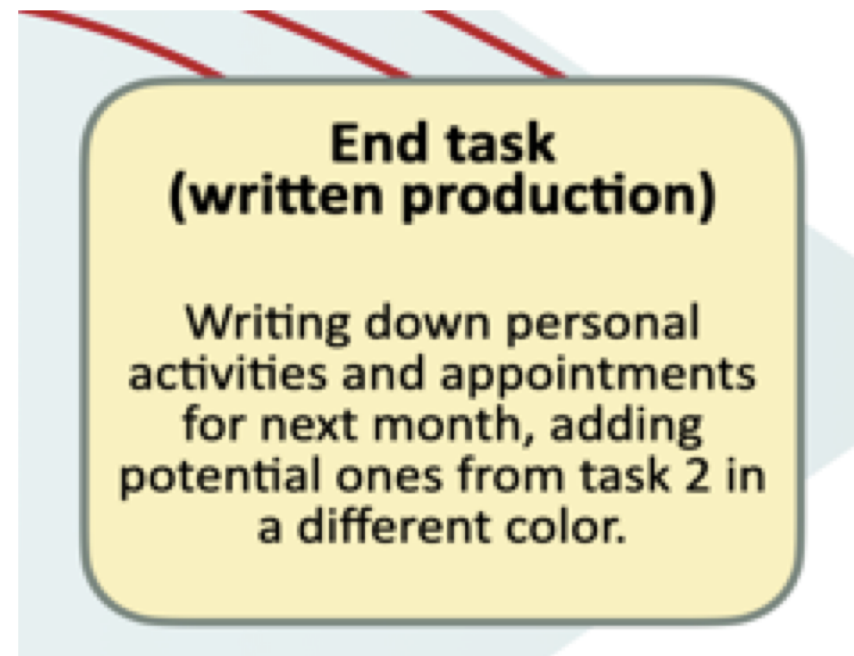 End task
(written production)
Writing down personal
activities and appointments
for next month, adding
potential ones from task 2 in
a different color.